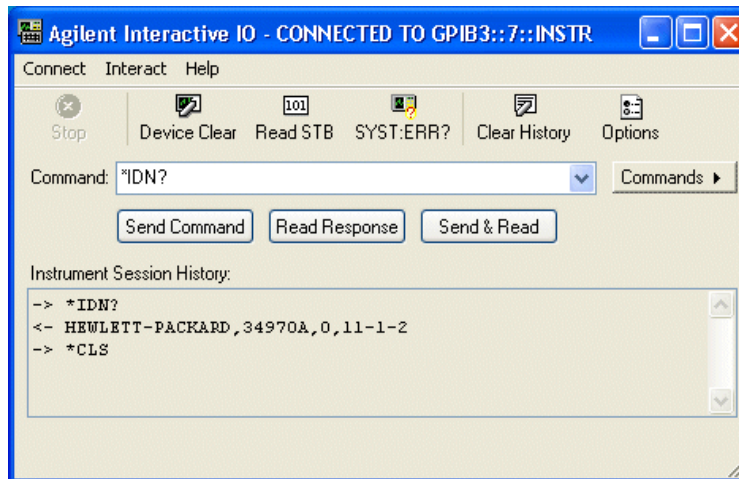 Agilent Interactive IO - CONNECTED TO GPIB3::7::INSTR
Connect Interact Help
101
Stop Device Clear Read STB SYST:ERR? Clear History Options
Command: *IDN? Commands
Send Command Read Response Send & Read
Instrument Session History:
-> *IDN?
<- HEWLETT-PACKARD,34970A,0,11-1-2
-> *CLS